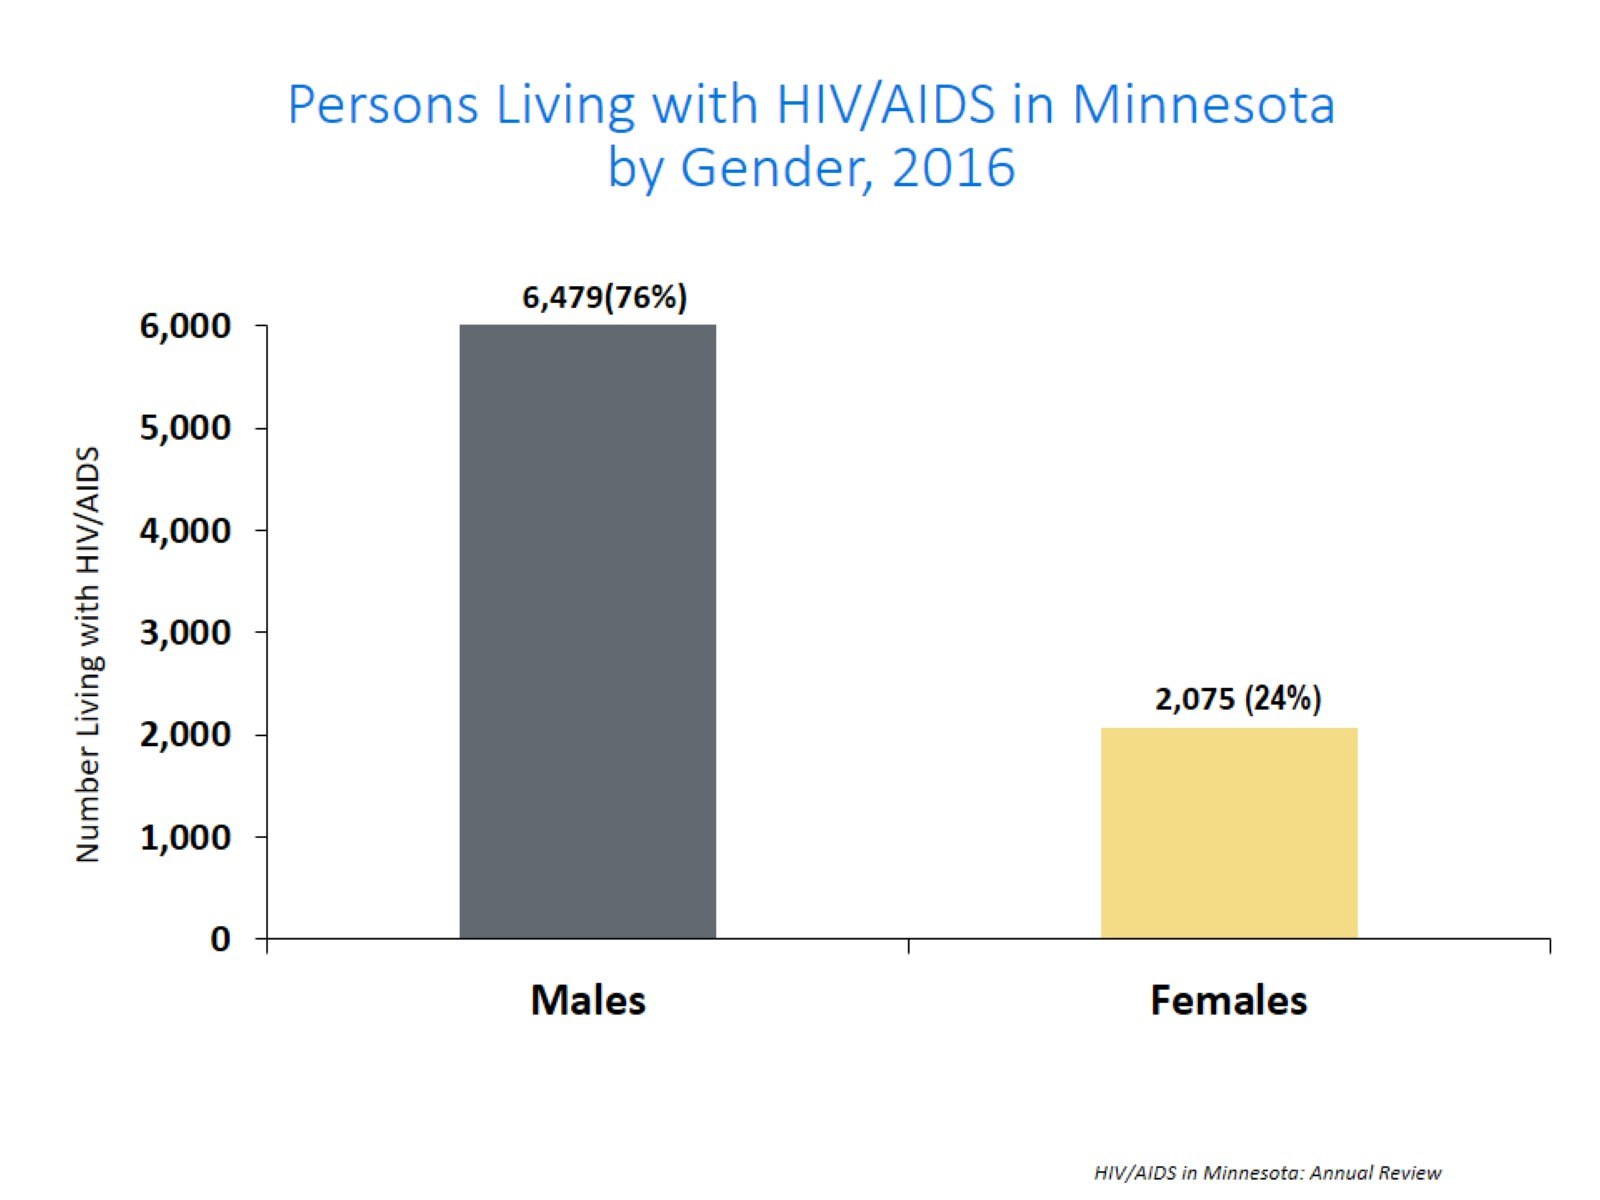 Persons Living with HIV/AIDS in Minnesota
by Gender, 2016
Number Living with HIV/AIDS
6,000
5,000
4,000
3,000
2,000
1,000
0
6,479(76%)
2,075 (24%)
Males
Females
HIV/AIDS in Minnesota: Annual Review